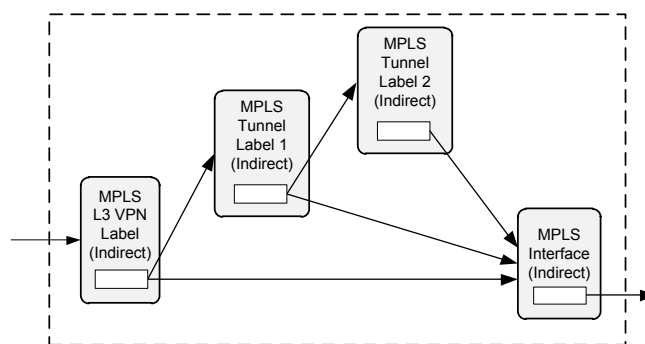 MPLS
L3 VPN
Label
(Indirect)
MPLS
Tunnel
Label 1
(Indirect)
MPLS
Tunnel
Label 2
(Indirect)
MPLS
Interface
(Indirect)